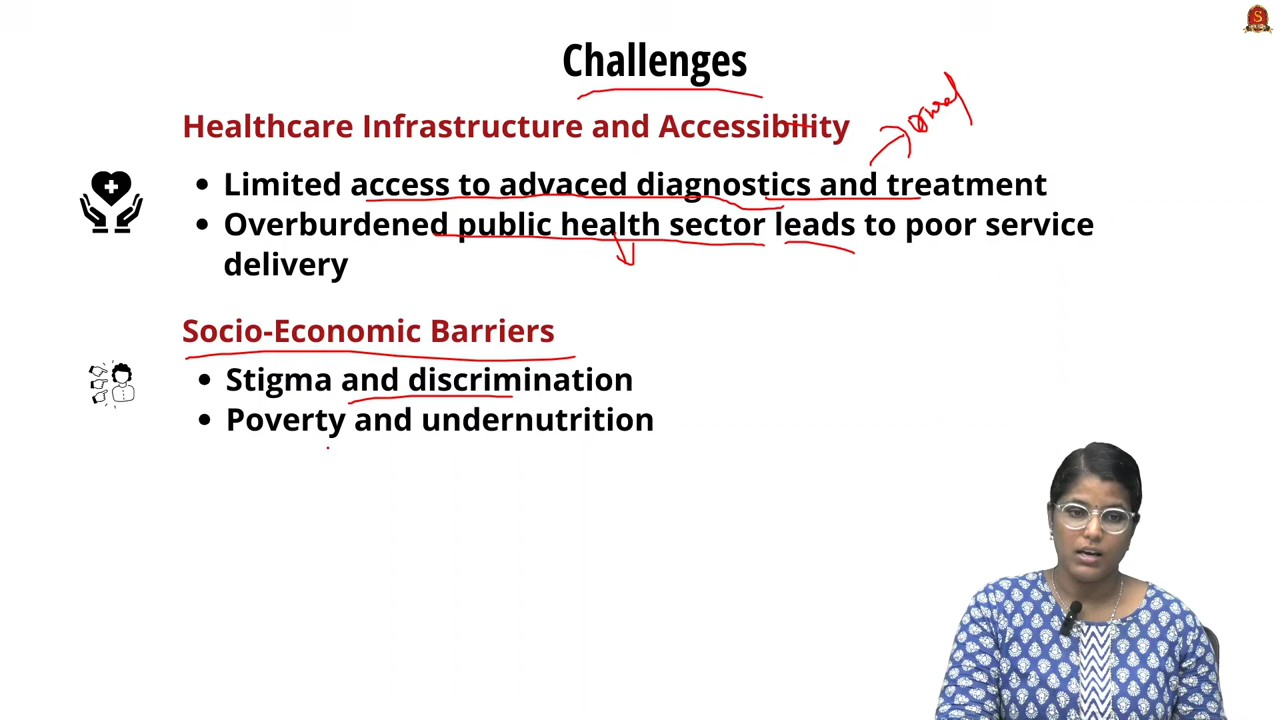 Challenges
Healthcare Infrastructure and Accessibility
rural
• Limited access to advaced diagnostics and treatment
• Overburdened public health sector leads to poor service
delivery
Socio-Economic Barriers
• Stigma and discrimination
• Poverty and undernutrition